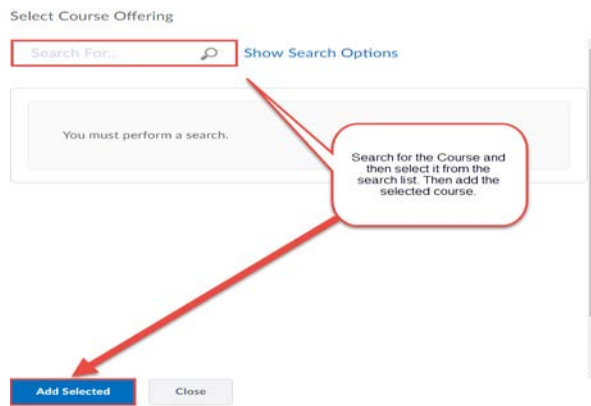 Select Course Offering
Search For... Show Search Options
You must perform a search.
Search for the Course and
then select it from the
search list. Then add the
selected course.
Add Selected Close